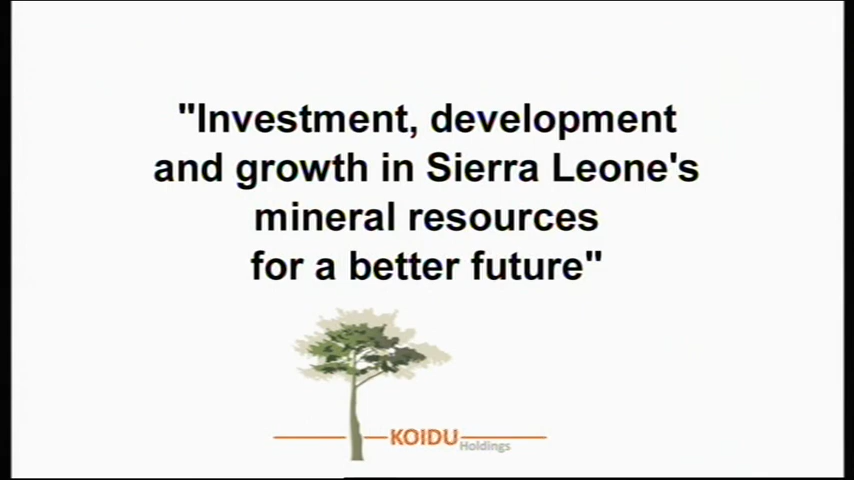 "Investment, development
and growth in Sierra Leone's
mineral resources
for a better future"
KOIDU
Holdings